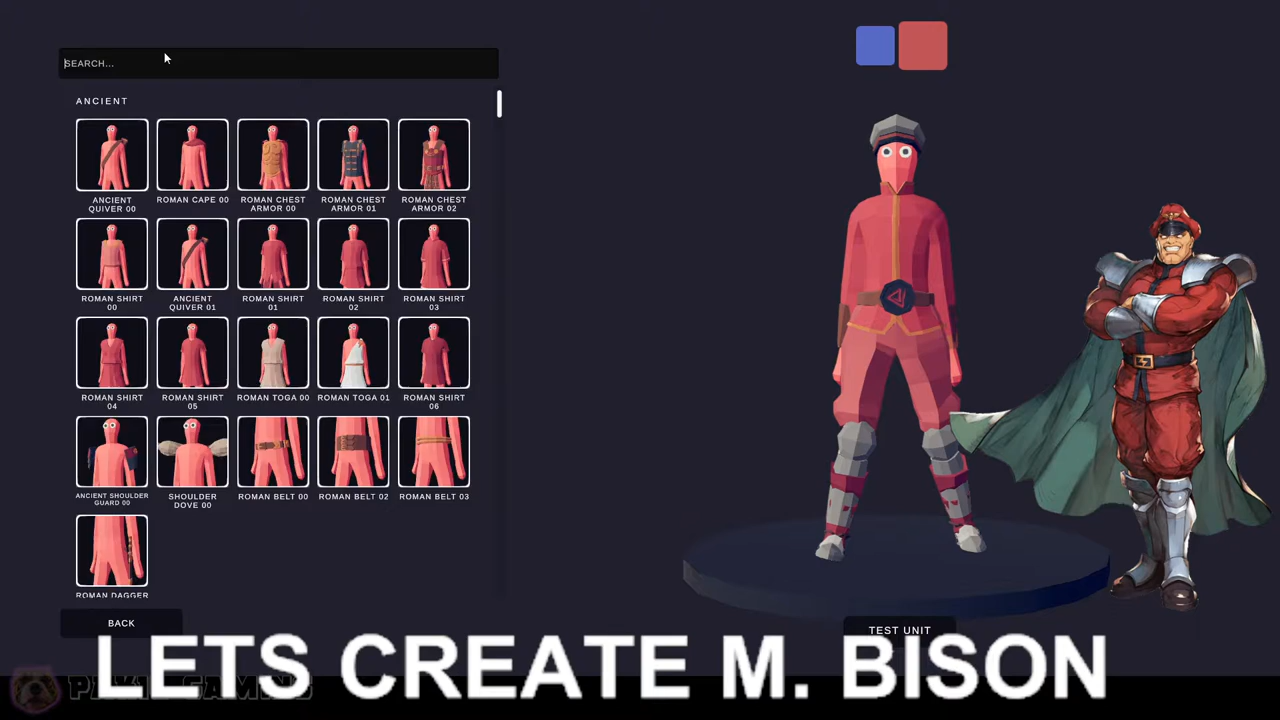 SEARCH...
ANCIENT
ANCIENT QUIVER 00
ROMAN CAPE 00
ROMAN CHEST ARMOR 00
ROMAN CHEST ARMOR 01
ROMAN CHEST ARMOR 02
ROMAN SHIRT 00
ANCIENT QUIVER 01
ROMAN SHIRT 01
ROMAN SHIRT 02
ROMAN SHIRT 03
ROMAN SHIRT 04
ROMAN SHIRT 05
ROMAN TOGA 00
ROMAN TOGA 01
ROMAN SHIRT 06
ANCIENT SHOULDER GUARD 00
SHOULDER DOVE 00
ROMAN BELT 00
ROMAN BELT 02
ROMAN BELT 03
ROMAN DAGGER
BACK
TEST UNIT
LETS CREATE M. BISON